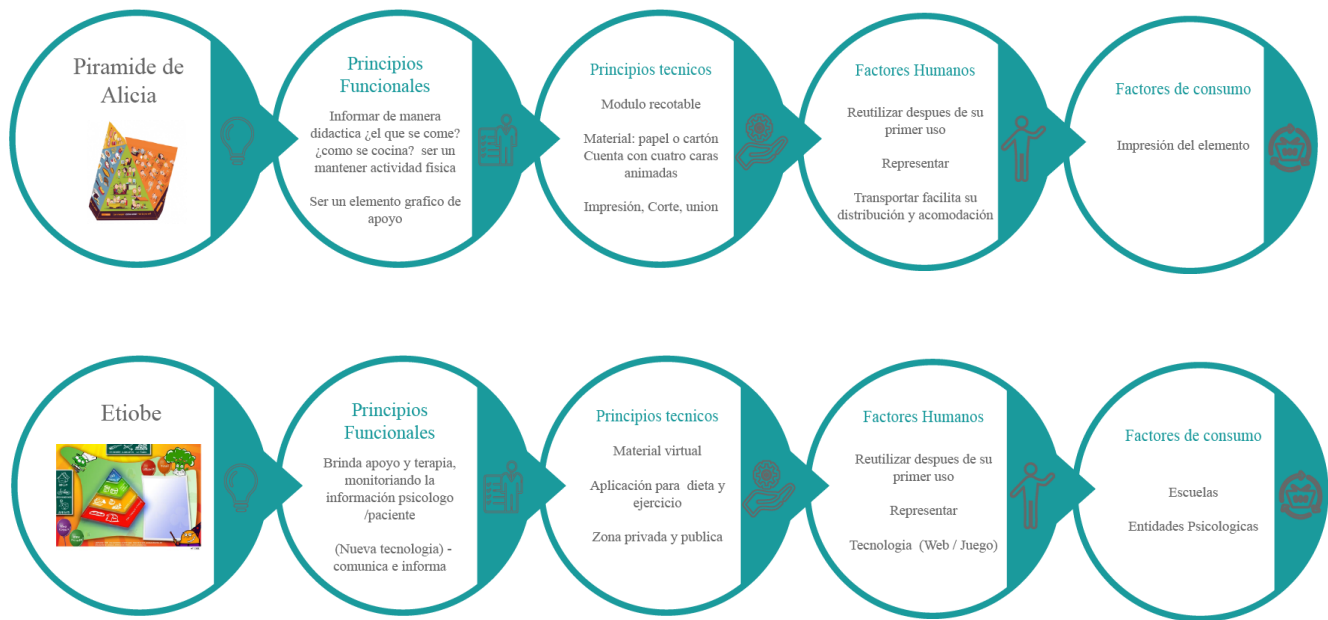 Piramide de
Alicia
Principios
Funcionales
Informar de manera
didactica ¿el que se come?
¿como se cocina? ser un
mantener actividad fisica
Ser un elemento grafico de
apoyo
Principios tecnicos
Modulo recotable
Material: papel o cartón
Cuenta con cuatro caras
animadas
Impresión, Corte, union
Factores Humanos
Reutilizar despues de su
primer uso
Representar
Transportar facilita su
distribución y acomodación
Factores de consumo
Impresión del elemento
Etiobe
Principios
Funcionales
Brinda apoyo y terapia,
monitoriando la
información psicologo
/paciente
(Nueva tecnologia) -
comunica e informa
Principios tecnicos
Material virtual
Aplicación para dieta y
ejercicio
Zona privada y publica
Factores Humanos
Reutilizar despues de su
primer uso
Representar
Tecnologia (Web / Juego)
Factores de consumo
Escuelas
Entidades Psicologicas